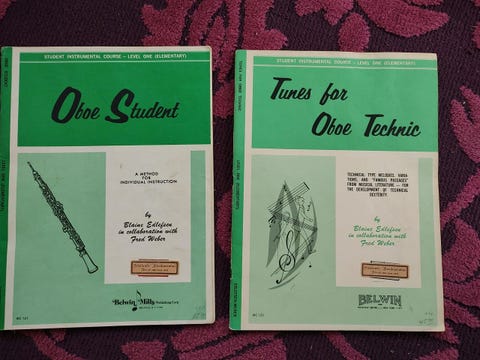 STUDENT INSTRUMENTAL COURSE - LEVEL ONE (ELEMENTARY)
Oboe Student
A METHOD
FOR
INDIVIDUAL INSTRUCTION
by
Blaine Edlefsen
in collaboration with
Fred Weber
Belwin Mills
STUDENT INSTRUMENTAL COURSE - LEVEL ONE (ELEMENTARY)
Tunes for
Oboe Technic
TECHNICAL TYPE MELODIES, VARIA-
TIONS, AND "FAMOUS PASSAGES"
FROM MUSICAL LITERATURE — FOR
THE DEVELOPMENT OF TECHNICAL
DEXTERITY.
by
Blaine Edlefsen
in collaboration with
Fred Weber
BELWIN